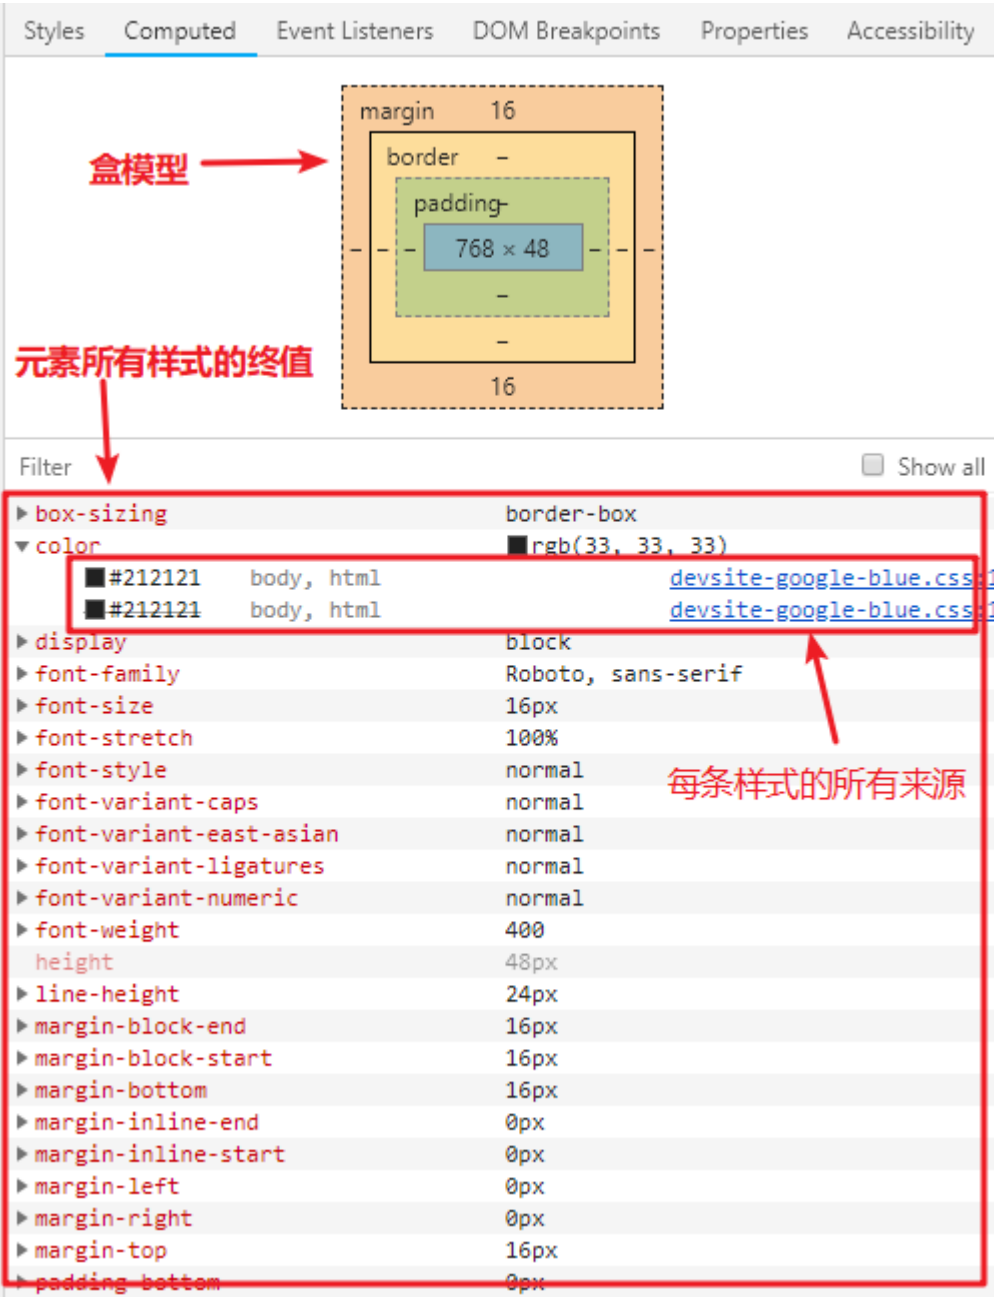 Styles Computed Event Listeners DOM Breakpoints Properties Accessibility
margin 16
盒模型
border –
padding –
– – – 768 × 48 – – –
–
–
元素所有样式的终值
16
Filter Show all
box-sizing border-box
color rgb(33, 33, 33)
#212121 body, html devsite-google-blue.css:1
#212121 body, html devsite-google-blue.css:1
display block
font-family Roboto, sans-serif
font-size 16px
font-stretch 100%
font-style normal
每条样式的所有来源
font-variant-caps normal
font-variant-east-asian normal
font-variant-ligatures normal
font-variant-numeric normal
font-weight 400
height 48px
line-height 24px
margin-block-end 16px
margin-block-start 16px
margin-bottom 16px
margin-inline-end 0px
margin-inline-start 0px
margin-left 0px
margin-right 0px
margin-top 16px
padding-bottom 0px